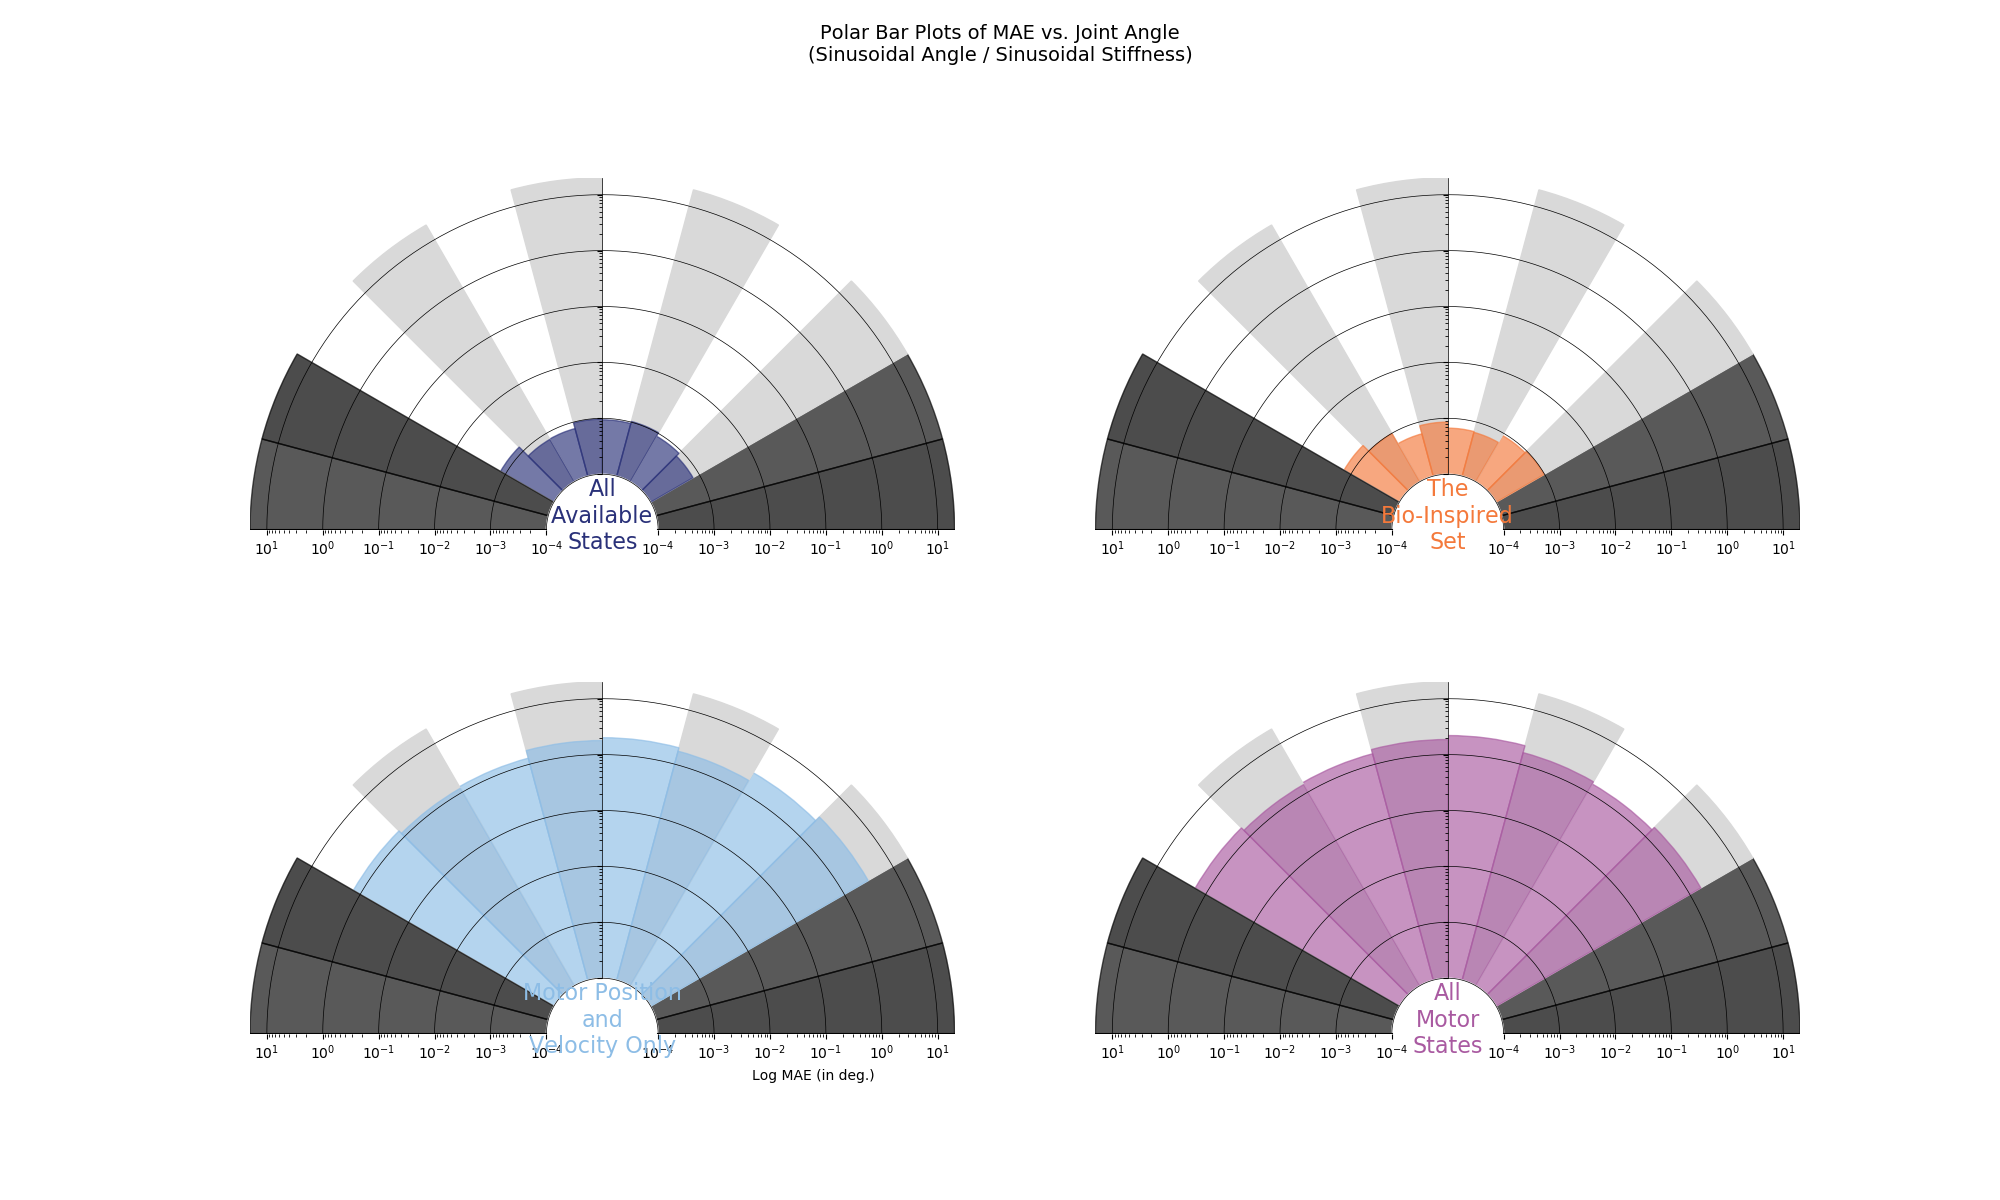 Polar Bar Plots of MAE vs. Joint Angle
(Sinusoidal Angle / Sinusoidal Stiffness)
All
Available
States
10¹ 10⁰ 10⁻¹ 10⁻² 10⁻³ 10⁻⁴ 10⁻⁴ 10⁻³ 10⁻² 10⁻¹ 10⁰ 10¹
The
Bio-Inspired
Set
10¹ 10⁰ 10⁻¹ 10⁻² 10⁻³ 10⁻⁴ 10⁻⁴ 10⁻³ 10⁻² 10⁻¹ 10⁰ 10¹
Motor Position
and
Velocity Only
10¹ 10⁰ 10⁻¹ 10⁻² 10⁻³ 10⁻⁴ 10⁻⁴ 10⁻³ 10⁻² 10⁻¹ 10⁰ 10¹
Log MAE (in deg.)
All
Motor
States
10¹ 10⁰ 10⁻¹ 10⁻² 10⁻³ 10⁻⁴ 10⁻⁴ 10⁻³ 10⁻² 10⁻¹ 10⁰ 10¹